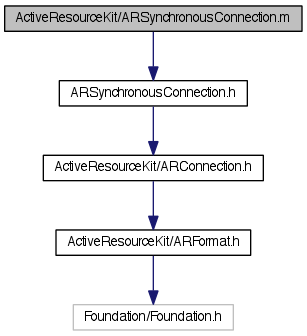 ActiveResourceKit/ARSynchronousConnection.m
ARSynchronousConnection.h
ActiveResourceKit/ARConnection.h
ActiveResourceKit/ARFormat.h
Foundation/Foundation.h